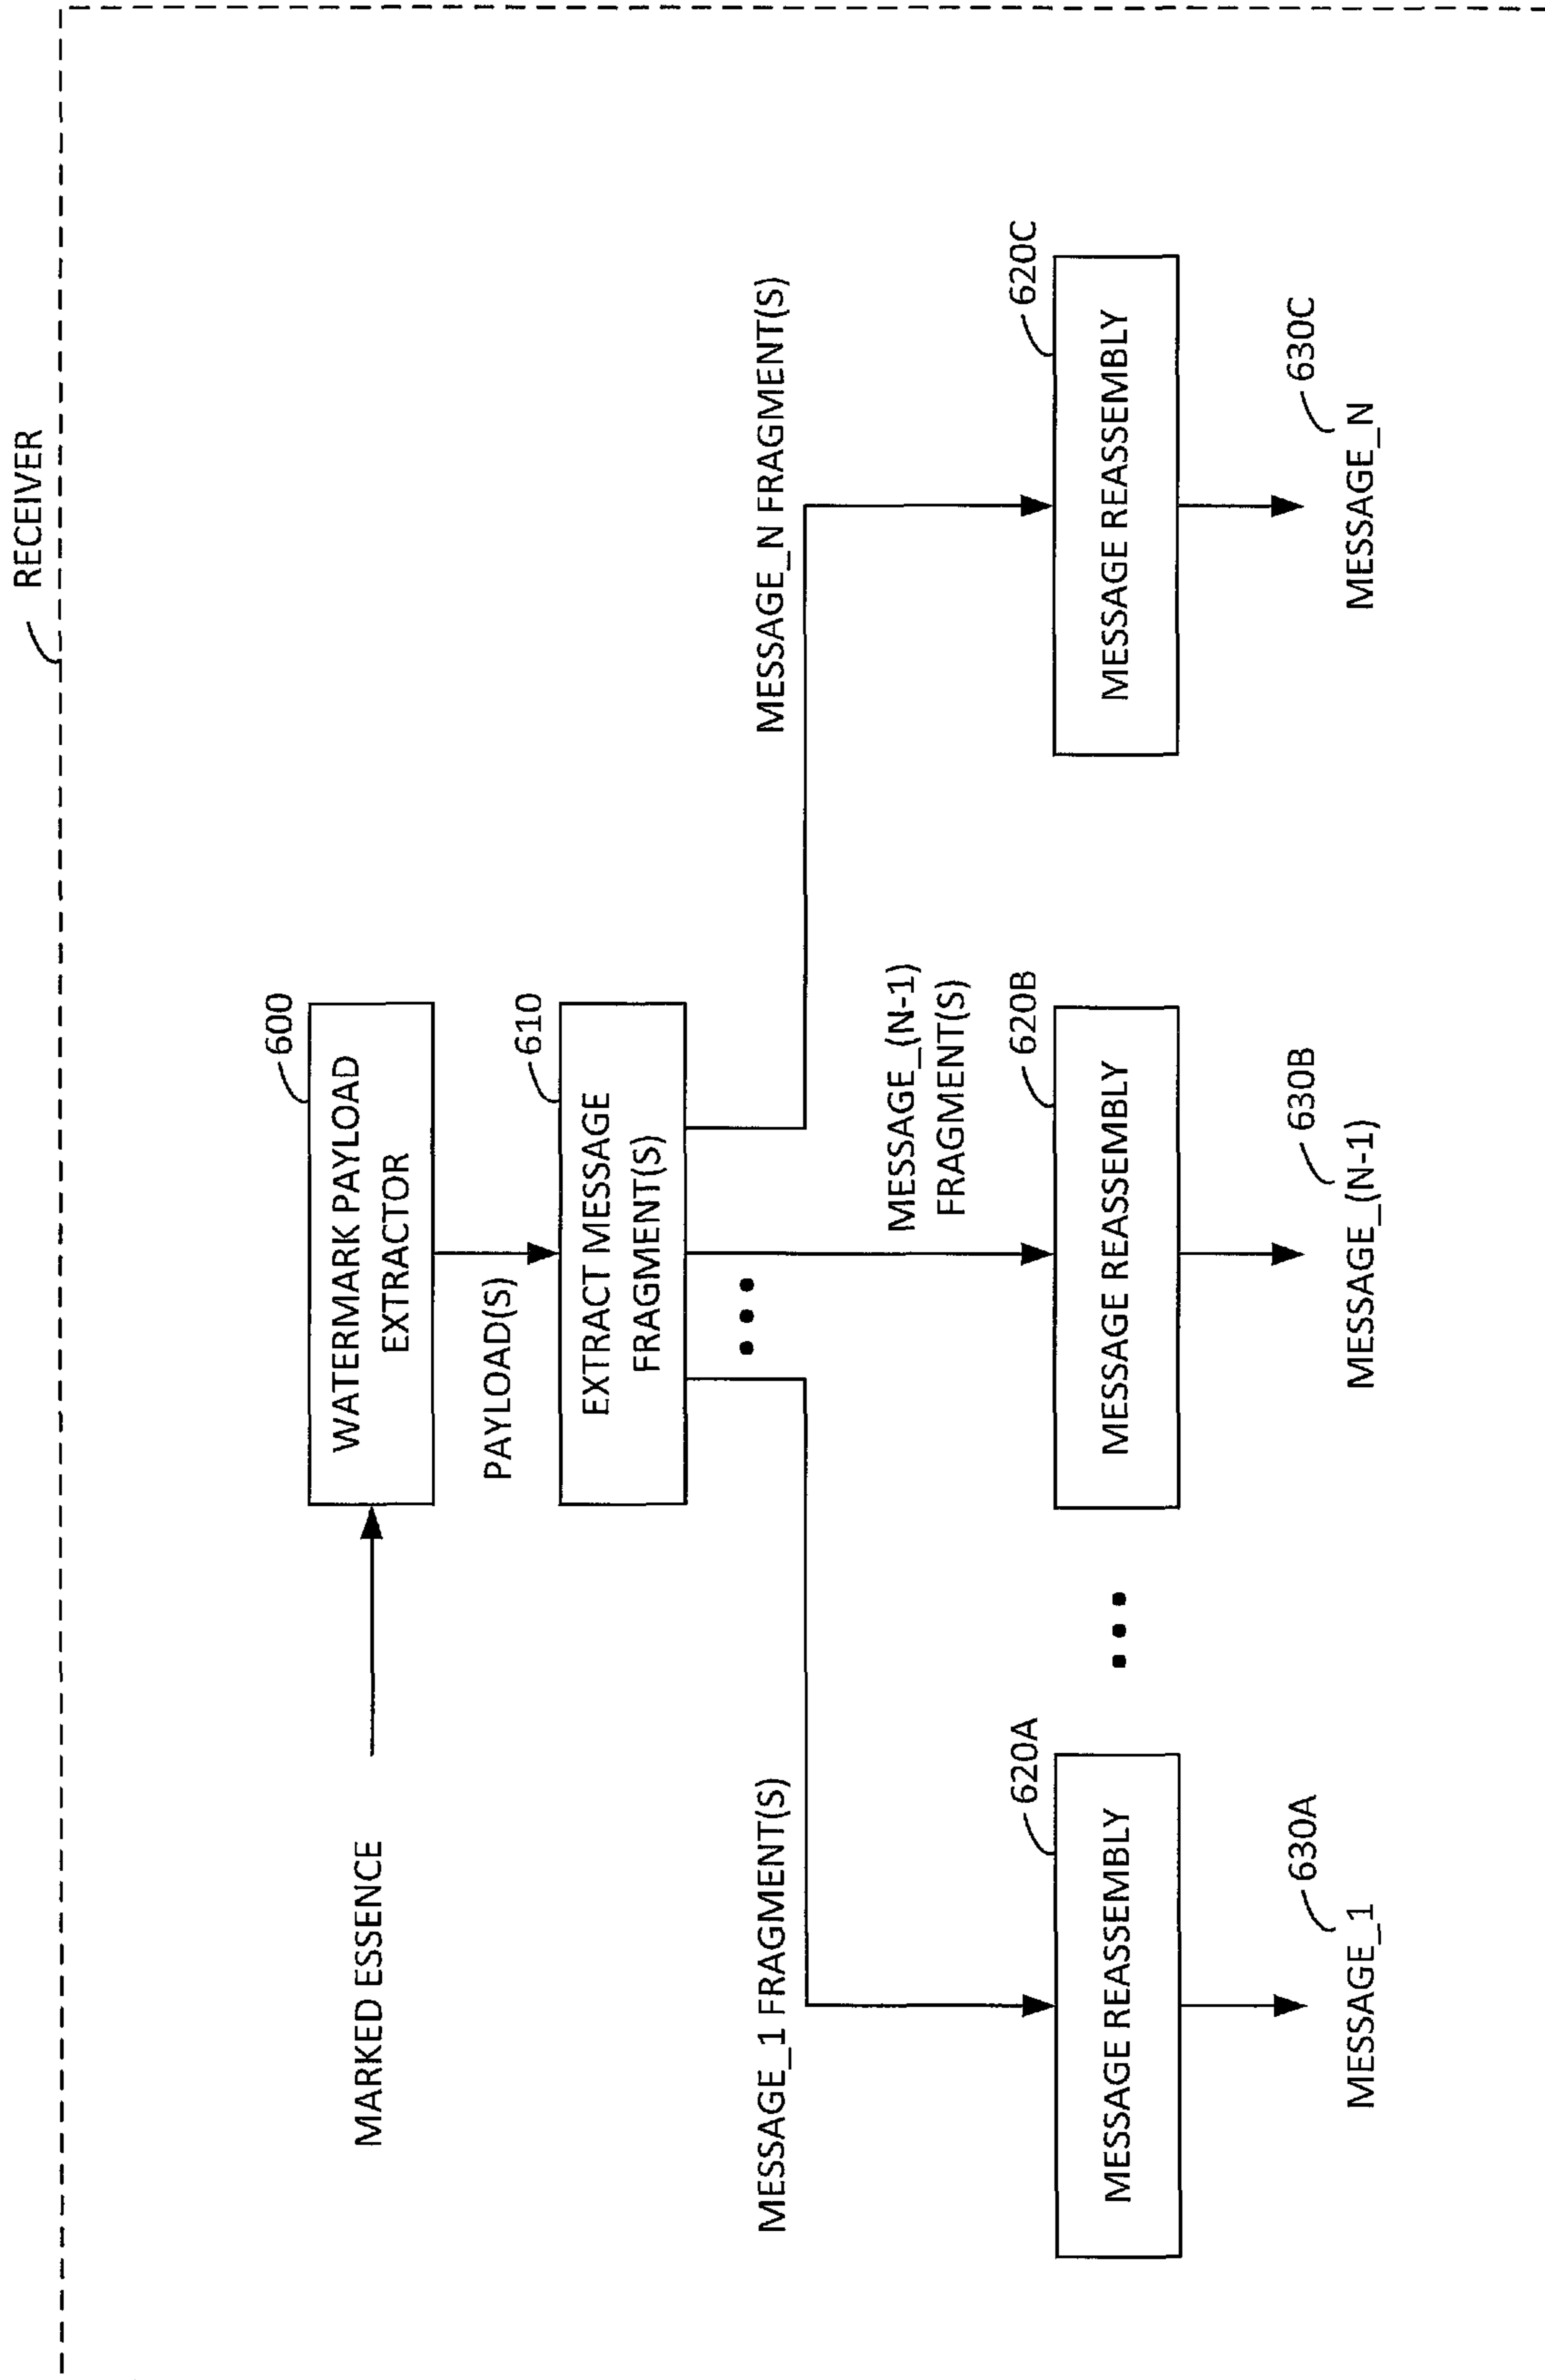 RECEIVER
600
WATERMARK PAYLOAD
EXTRACTOR
MARKED ESSENCE
PAYLOAD(S)
610
EXTRACT MESSAGE
FRAGMENT(S)
MESSAGE_1 FRAGMENT(S)
MESSAGE_(N-1)
FRAGMENT(S)
MESSAGE_N FRAGMENT(S)
620A
MESSAGE REASSEMBLY
620B
MESSAGE REASSEMBLY
620C
MESSAGE REASSEMBLY
630A
MESSAGE_1
630B
MESSAGE_(N-1)
630C
MESSAGE_N